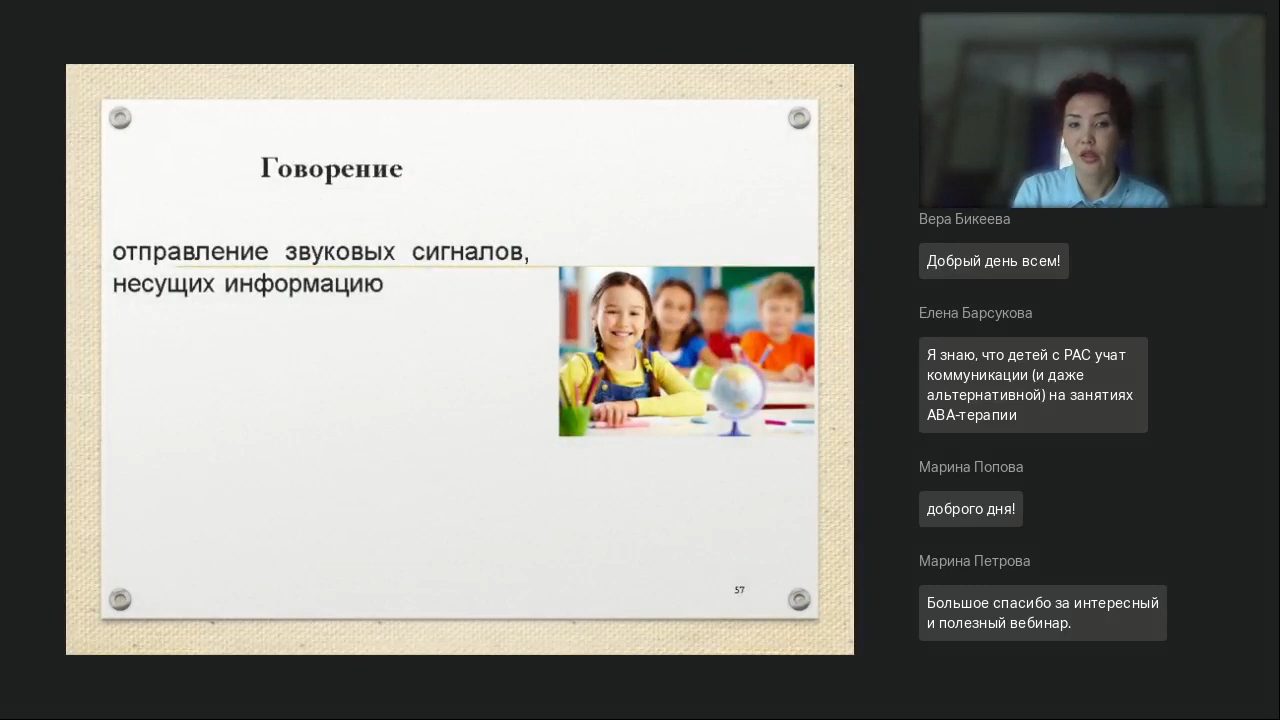 Говорение
отправление звуковых сигналов,
несущих информацию
57
Вера Бикеева
Добрый день всем!
Елена Барсукова
Я знаю, что детей с РАС учат
коммуникации (и даже
альтернативной) на занятиях
АВА-терапии
Марина Попова
доброго дня!
Марина Петрова
Большое спасибо за интересный
и полезный вебинар.